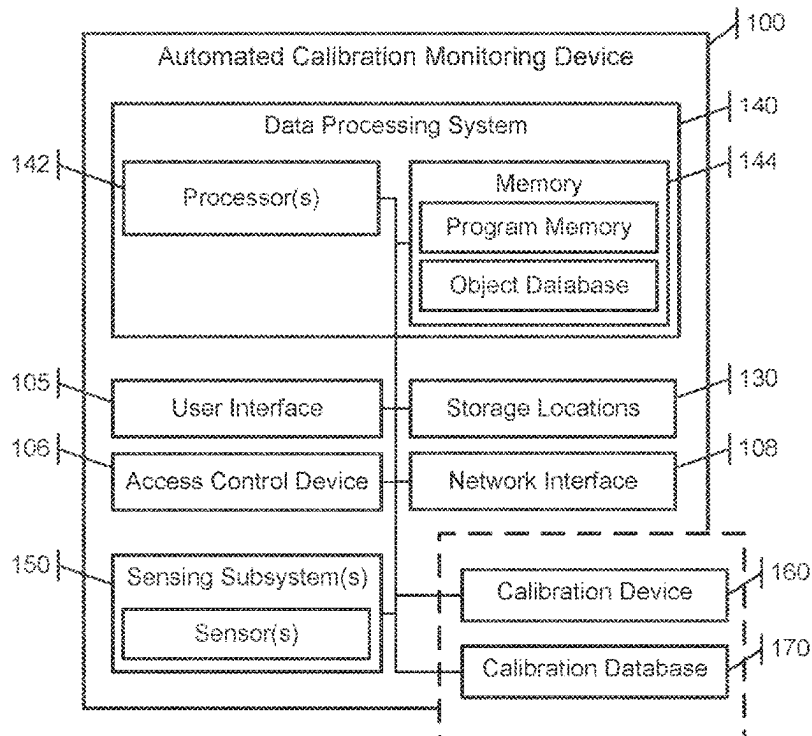 100
Automated Calibration Monitoring Device
140
Data Processing System
142
144
Processor(s)
Memory
Program Memory
Object Database
105
130
User Interface
Storage Locations
106
108
Access Control Device
Network Interface
150
Sensing Subsystem(s)
160
Calibration Device
Sensor(s)
170
Calibration Database